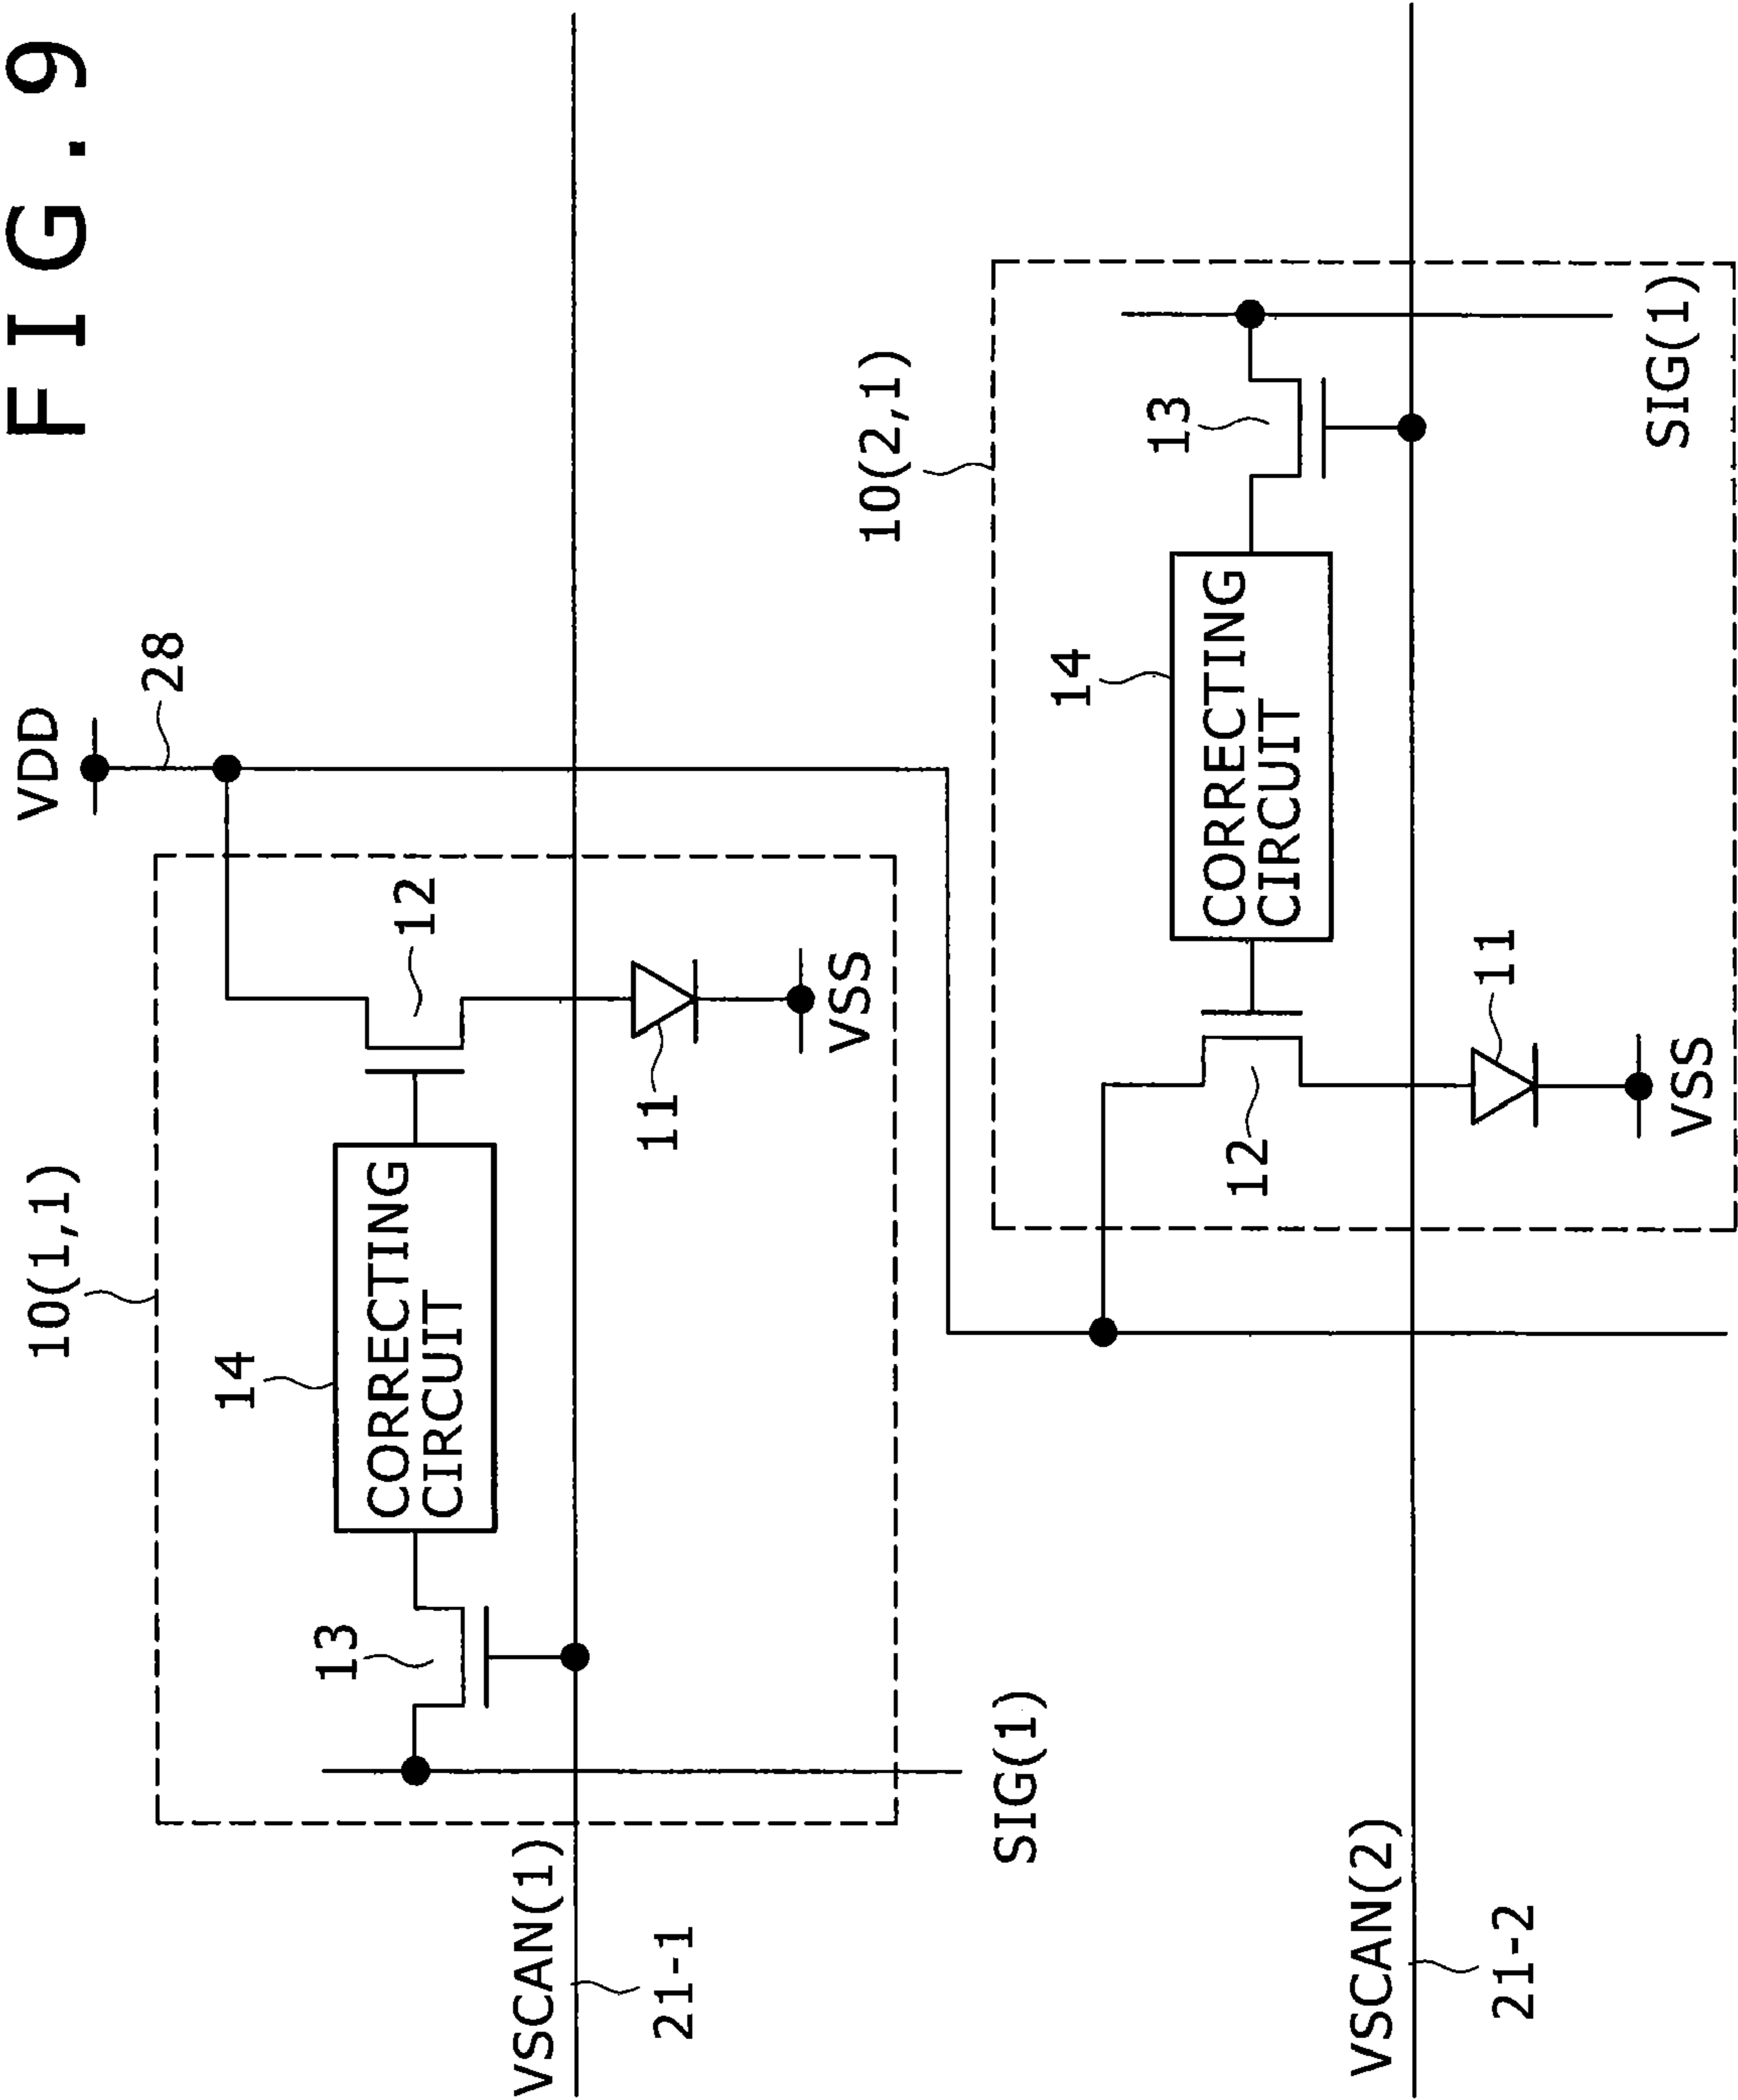 FIG.9
VDD
28
10(1,1)
14
CORRECTING
CIRCUIT
13
12
11
VSS
VSCAN(1)
21-1
SIG(1)
10(2,1)
14
CORRECTING
CIRCUIT
13
12
11
VSS
SIG(1)
VSCAN(2)
21-2